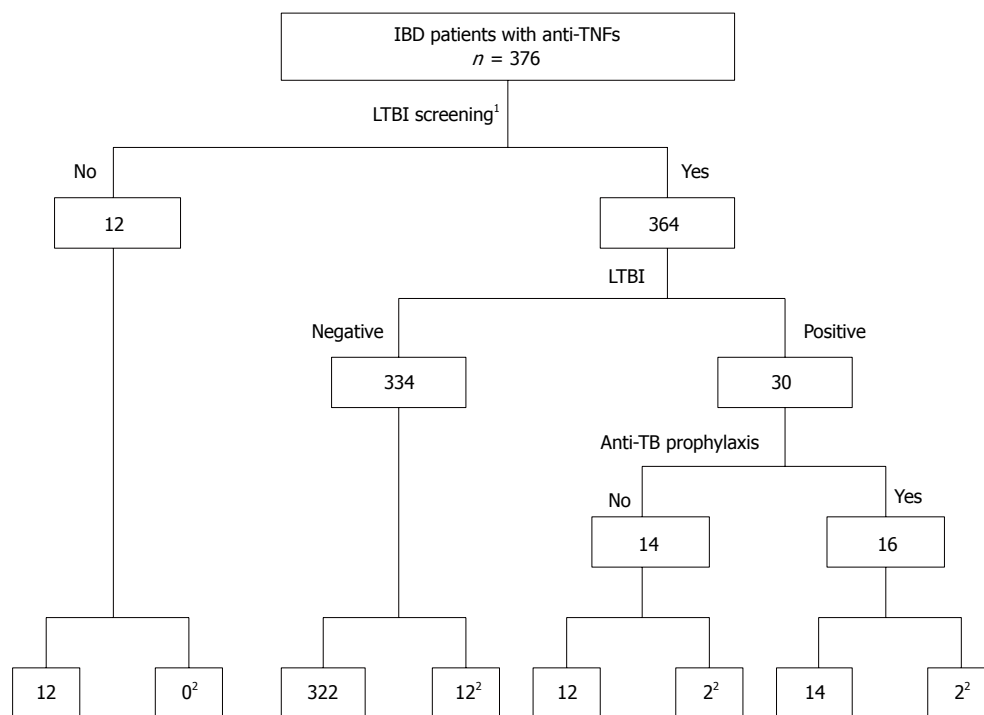 IBD patients with anti-TNFs
n = 376
LTBI screening¹
No
Yes
12
364
LTBI
Negative
Positive
334
30
Anti-TB prophylaxis
No
Yes
14
16
12
0²
322
12²
12
2²
14
2²